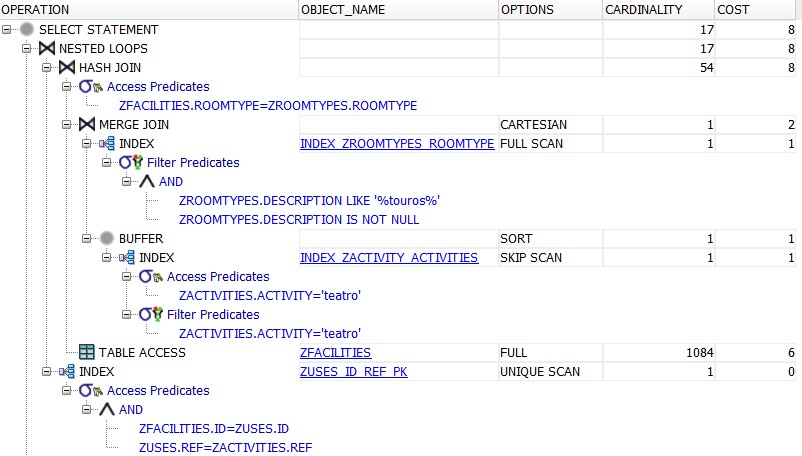 OPERATION OBJECT_NAME OPTIONS CARDINALITY COST
SELECT STATEMENT 17 8
NESTED LOOPS 17 8
HASH JOIN 54 8
Access Predicates
ZFACILITIES.ROOMTYPE=ZROOMTYPES.ROOMTYPE
MERGE JOIN CARTESIAN 1 2
INDEX INDEX_ZROOMTYPES_ROOMTYPE FULL SCAN 1 1
Filter Predicates
AND
ZROOMTYPES.DESCRIPTION LIKE '%touros%'
ZROOMTYPES.DESCRIPTION IS NOT NULL
BUFFER SORT 1 1
INDEX INDEX_ZACTIVITY_ACTIVITIES SKIP SCAN 1 1
Access Predicates
ZACTIVITIES.ACTIVITY='teatro'
Filter Predicates
ZACTIVITIES.ACTIVITY='teatro'
TABLE ACCESS ZFACILITIES FULL 1084 6
INDEX ZUSES_ID_REF_PK UNIQUE SCAN 1 0
Access Predicates
AND
ZFACILITIES.ID=ZUSES.ID
ZUSES.REF=ZACTIVITIES.REF